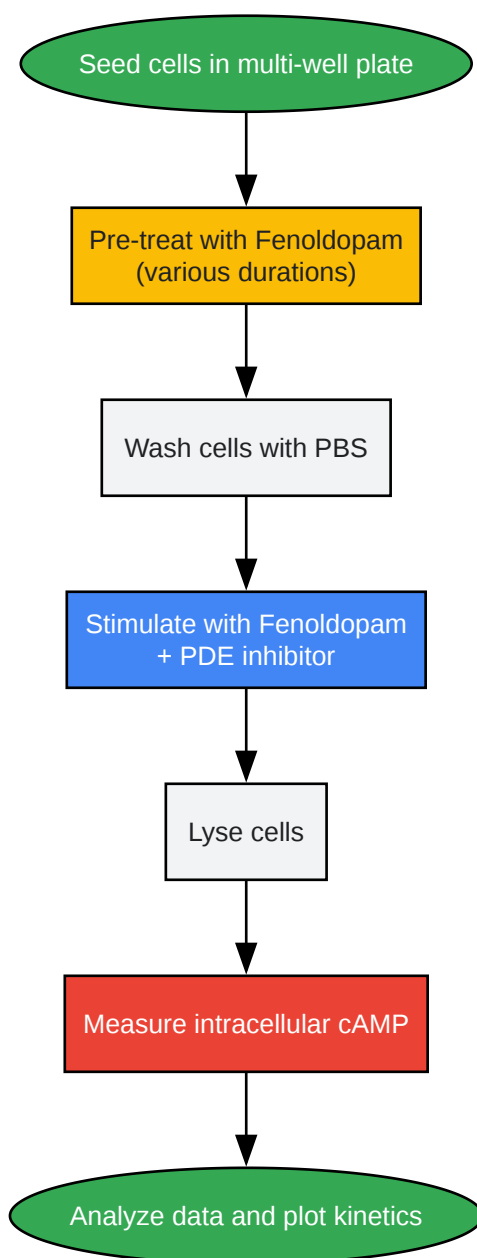 Seed cells in multi-well plate
Pre-treat with Fenoldopam
(various durations)
Wash cells with PBS
Stimulate with Fenoldopam
+ PDE inhibitor
Lyse cells
Measure intracellular cAMP
Analyze data and plot kinetics